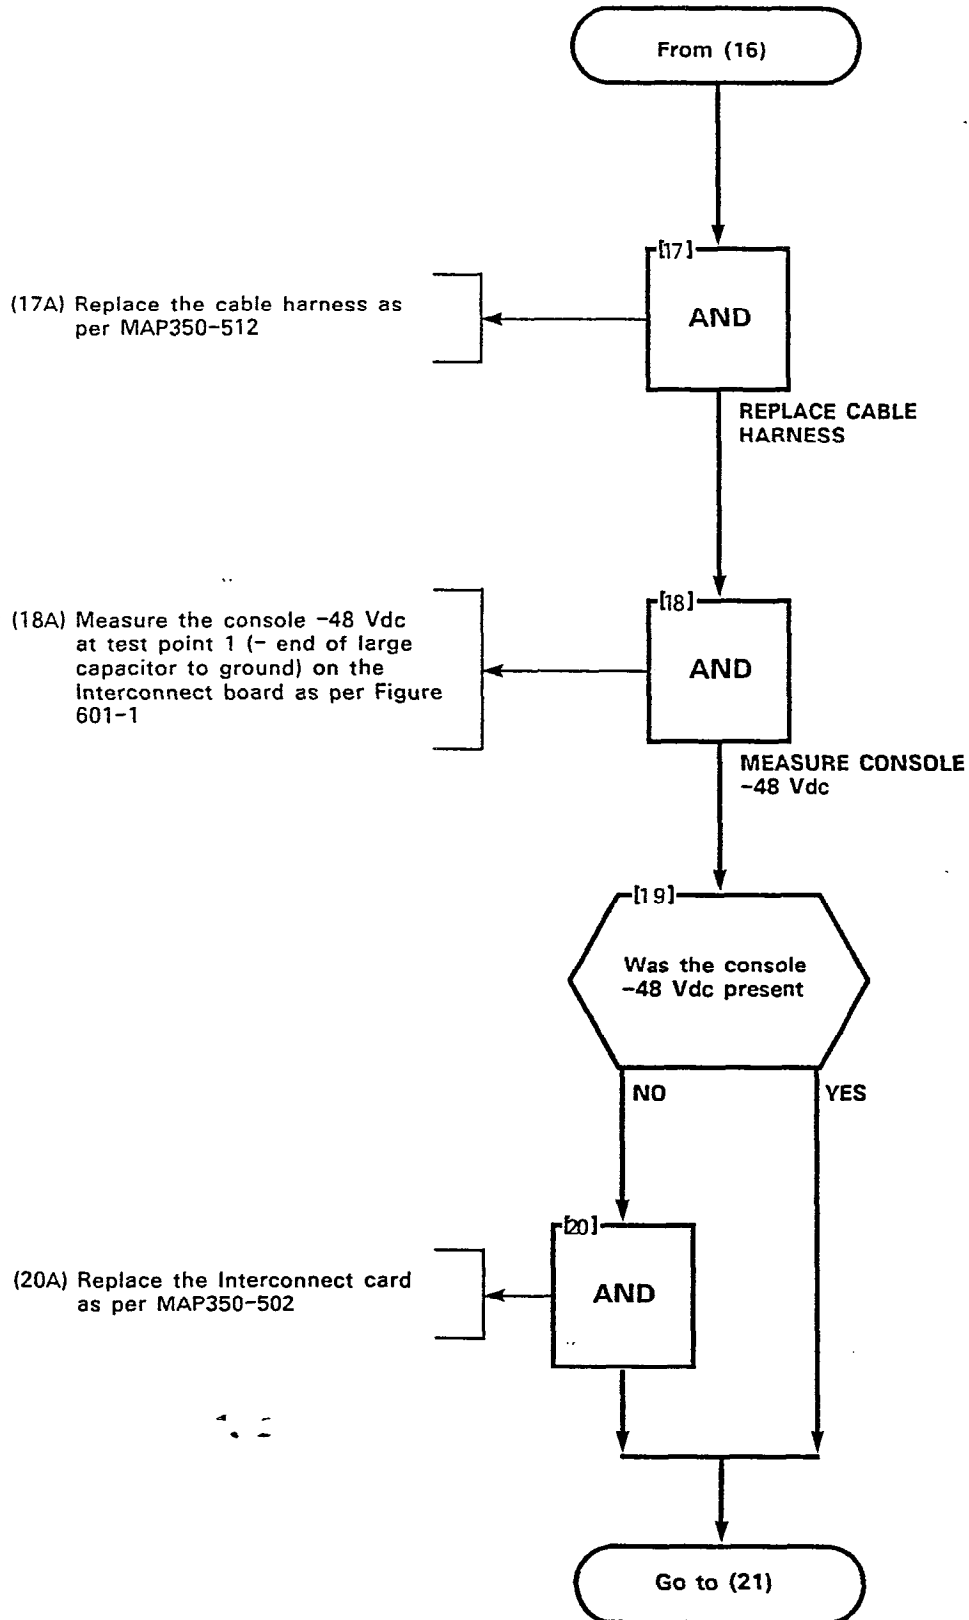 From (16)
[17]
AND
(17A) Replace the cable harness as
per MAP350-512
REPLACE CABLE
HARNESS
[18]
AND
(18A) Measure the console -48 Vdc
at test point 1 (- end of large
capacitor to ground) on the
Interconnect board as per Figure
601-1
MEASURE CONSOLE
-48 Vdc
[19]
Was the console
-48 Vdc present
NO
YES
[20]
AND
(20A) Replace the Interconnect card
as per MAP350-502
Go to (21)